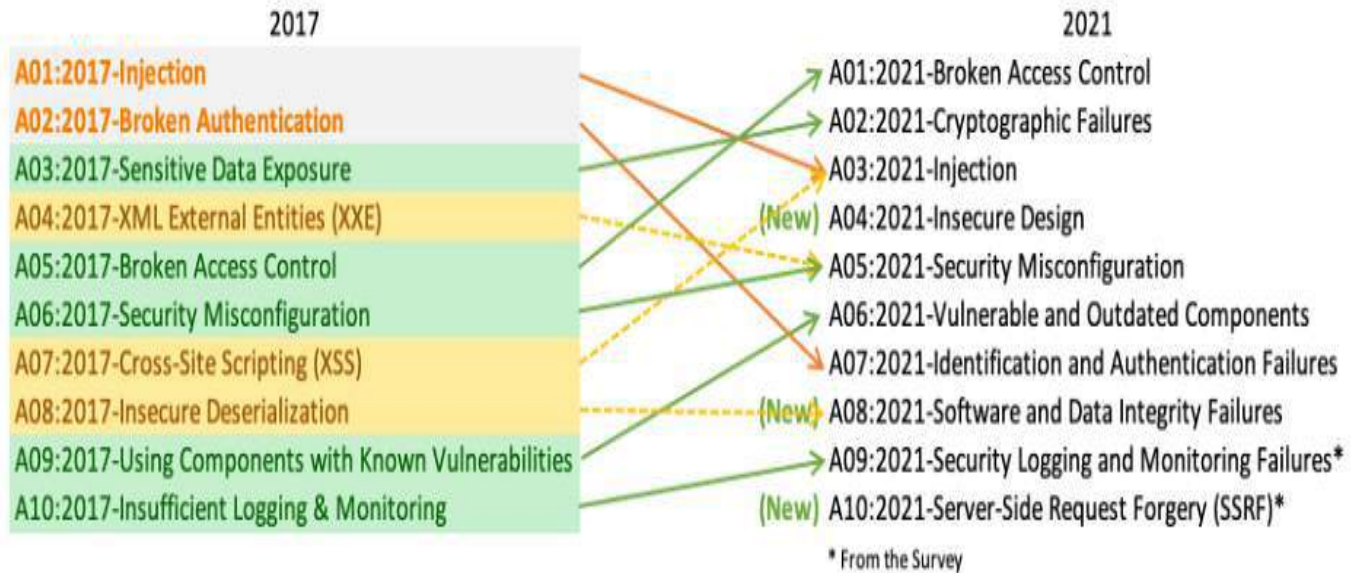 2017
2021
A01:2017-Injection
A02:2017-Broken Authentication
A03:2017-Sensitive Data Exposure
A04:2017-XML External Entities (XXE)
A05:2017-Broken Access Control
A06:2017-Security Misconfiguration
A07:2017-Cross-Site Scripting (XSS)
A08:2017-Insecure Deserialization
A09:2017-Using Components with Known Vulnerabilities
A10:2017-Insufficient Logging & Monitoring
A01:2021-Broken Access Control
A02:2021-Cryptographic Failures
A03:2021-Injection
(New) A04:2021-Insecure Design
A05:2021-Security Misconfiguration
A06:2021-Vulnerable and Outdated Components
A07:2021-Identification and Authentication Failures
(New) A08:2021-Software and Data Integrity Failures
A09:2021-Security Logging and Monitoring Failures*
(New) A10:2021-Server-Side Request Forgery (SSRF)*
* From the Survey